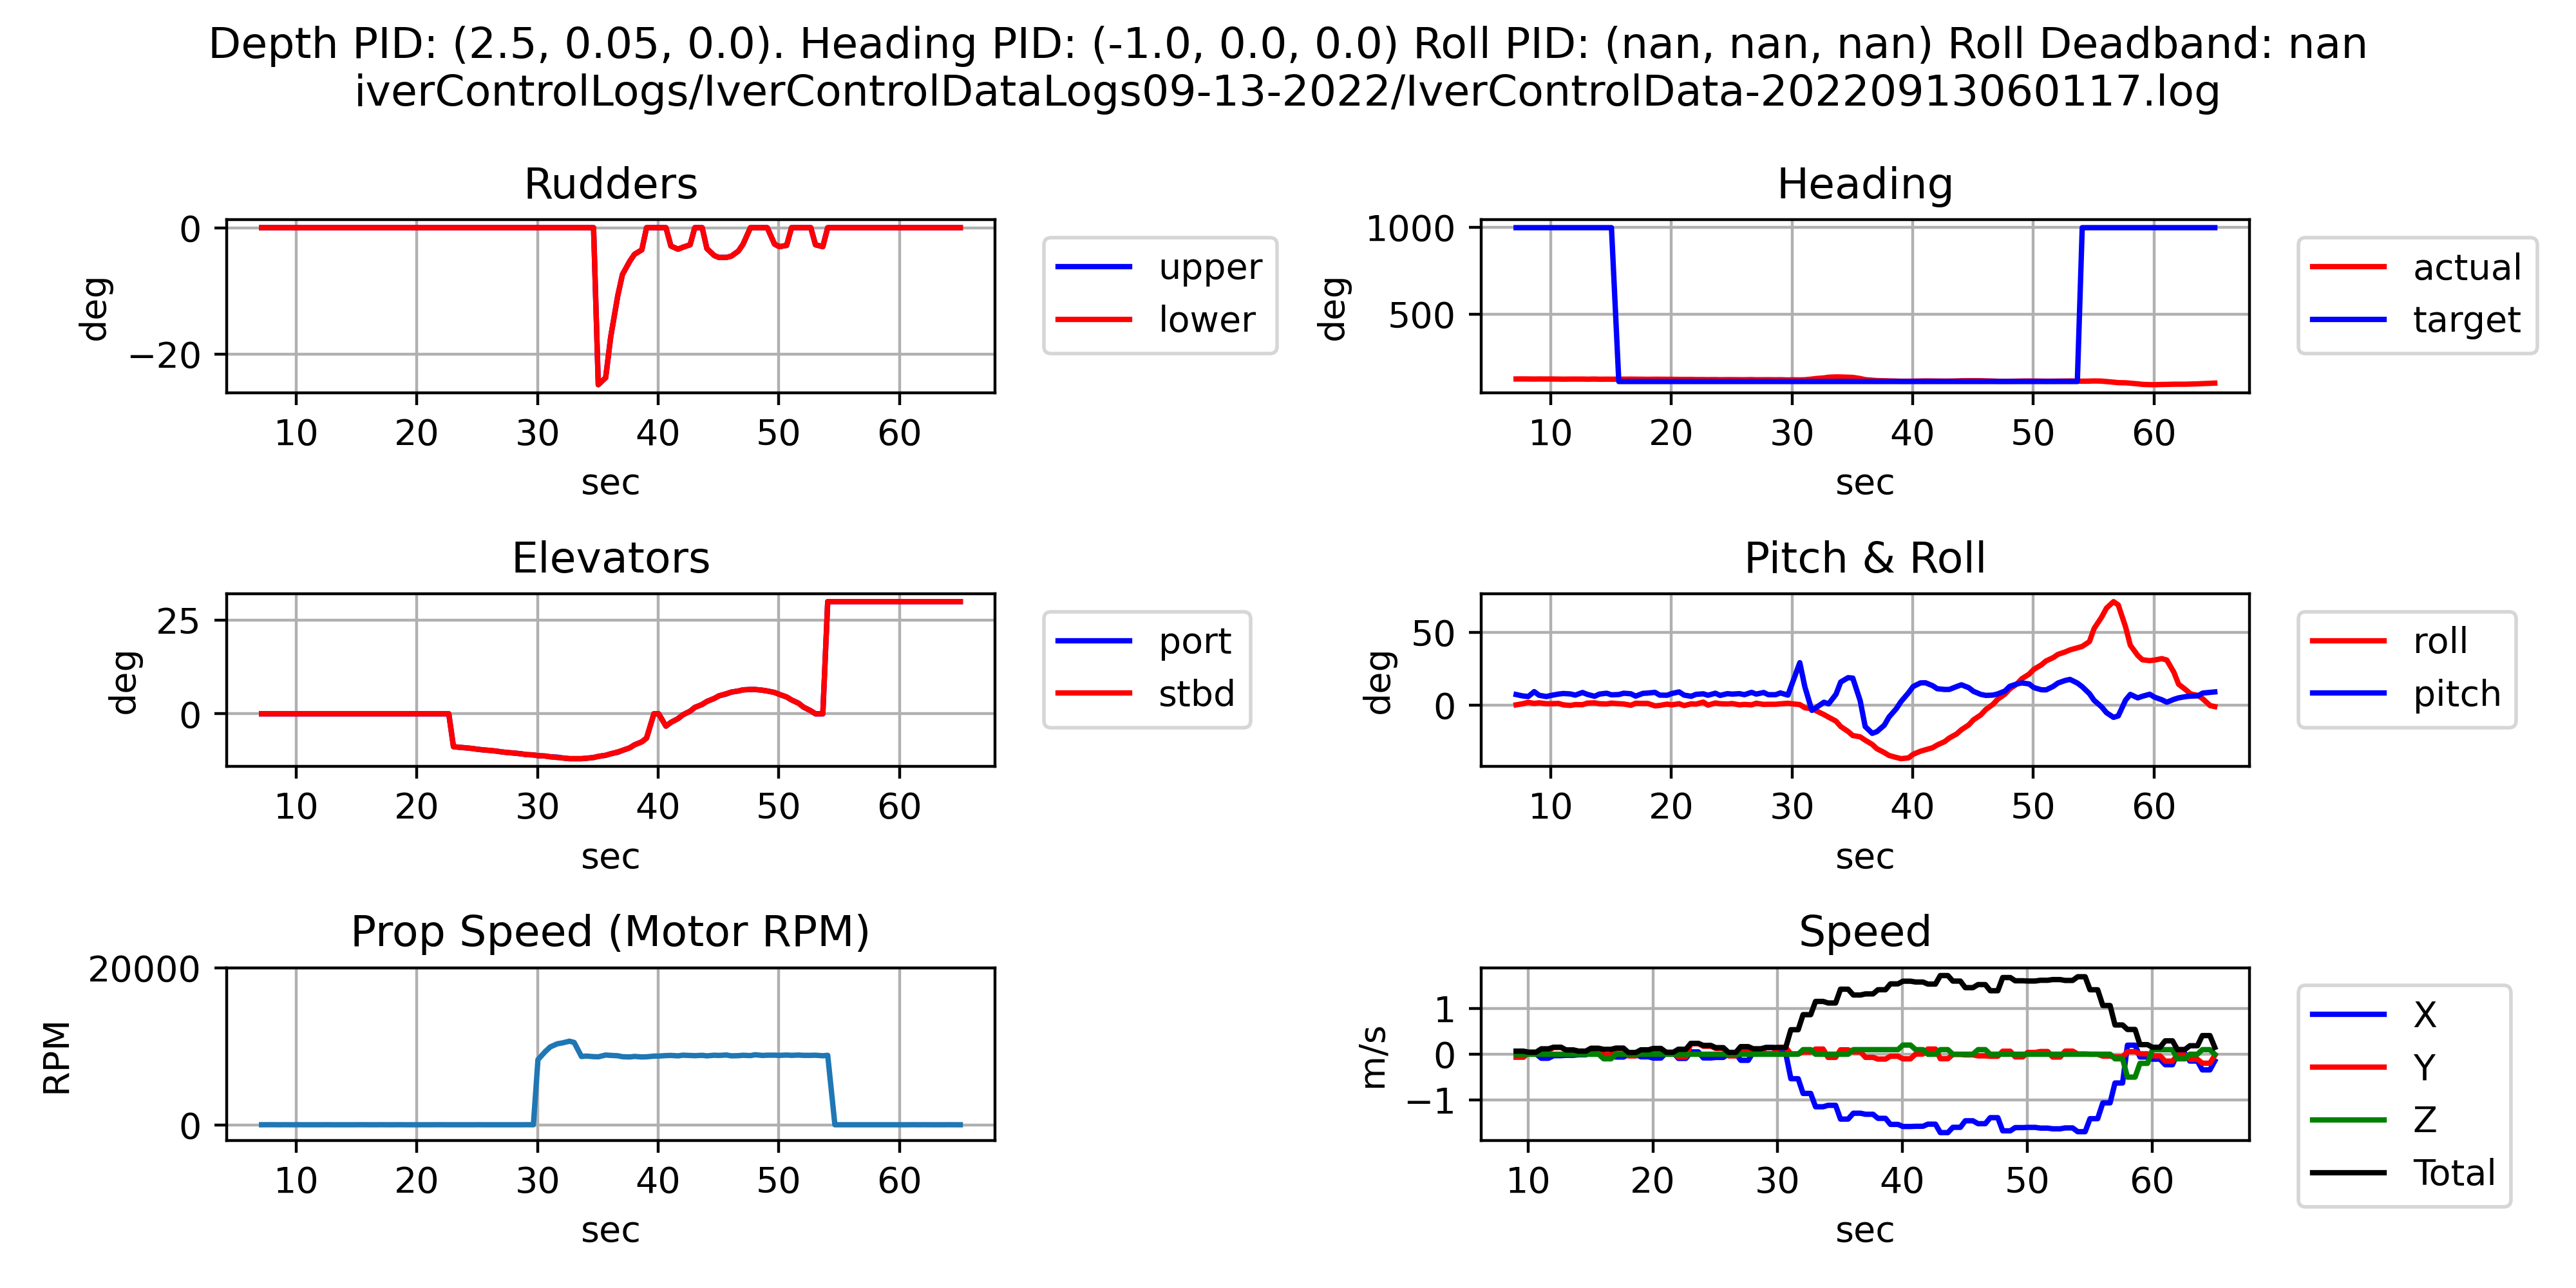 Depth PID: (2.5, 0.05, 0.0). Heading PID: (-1.0, 0.0, 0.0) Roll PID: (nan, nan, nan) Roll Deadband: nan
iverControlLogs/IverControlDataLogs09-13-2022/IverControlData-20220913060117.log
Rudders
0
−20
deg
10 20 30 40 50 60
sec
upper
lower
Heading
1000
500
deg
10 20 30 40 50 60
sec
actual
target
Elevators
25
0
deg
10 20 30 40 50 60
sec
port
stbd
Pitch & Roll
50
0
deg
10 20 30 40 50 60
sec
roll
pitch
Prop Speed (Motor RPM)
20000
0
RPM
10 20 30 40 50 60
sec
Speed
1
0
−1
m/s
10 20 30 40 50 60
sec
X
Y
Z
Total